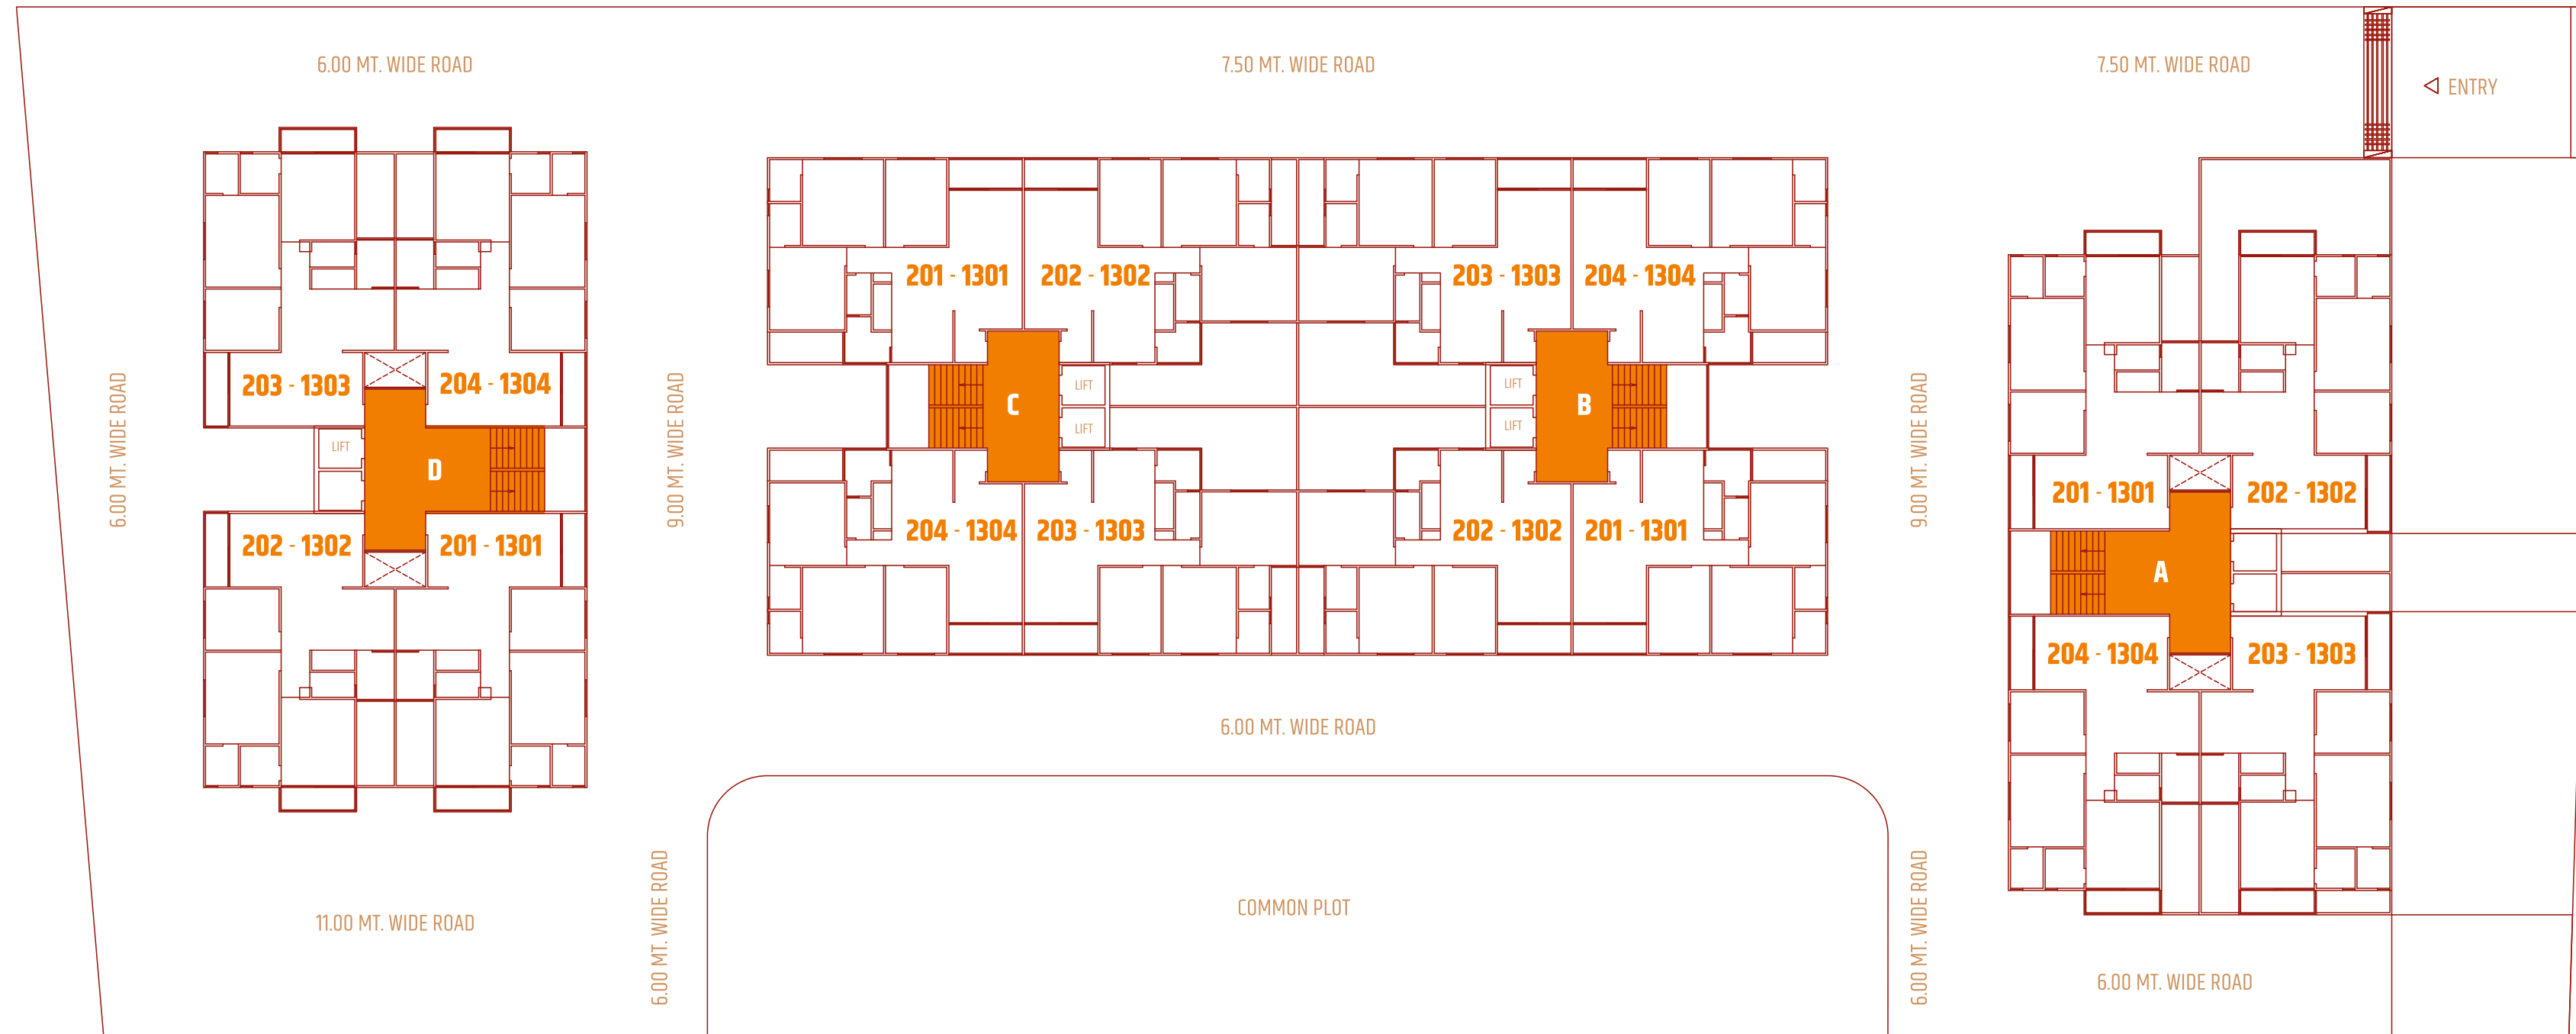 6.00 MT. WIDE ROAD
7.50 MT. WIDE ROAD
7.50 MT. WIDE ROAD
ENTRY
201 - 1301
202 - 1302
203 - 1303
204 - 1304
203 - 1303
204 - 1304
LIFT
LIFT
C
B
LIFT
LIFT
6.00 MT. WIDE ROAD
9.00 MT. WIDE ROAD
9.00 MT. WIDE ROAD
LIFT
D
201 - 1301
202 - 1302
204 - 1304
203 - 1303
202 - 1302
201 - 1301
202 - 1302
201 - 1301
A
204 - 1304
203 - 1303
6.00 MT. WIDE ROAD
11.00 MT. WIDE ROAD
6.00 MT. WIDE ROAD
COMMON PLOT
6.00 MT. WIDE ROAD
6.00 MT. WIDE ROAD